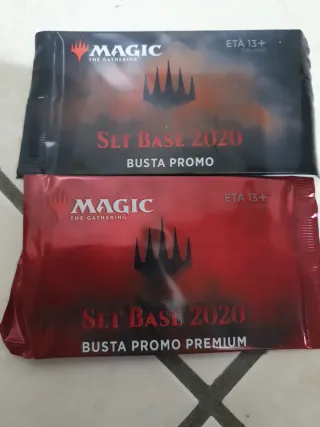 MAGIC
THE GATHERING
ETÀ 13+
SET BASE 2020
BUSTA PROMO
MAGIC
THE GATHERING
ETÀ 13+
SET BASE 2020
BUSTA PROMO PREMIUM